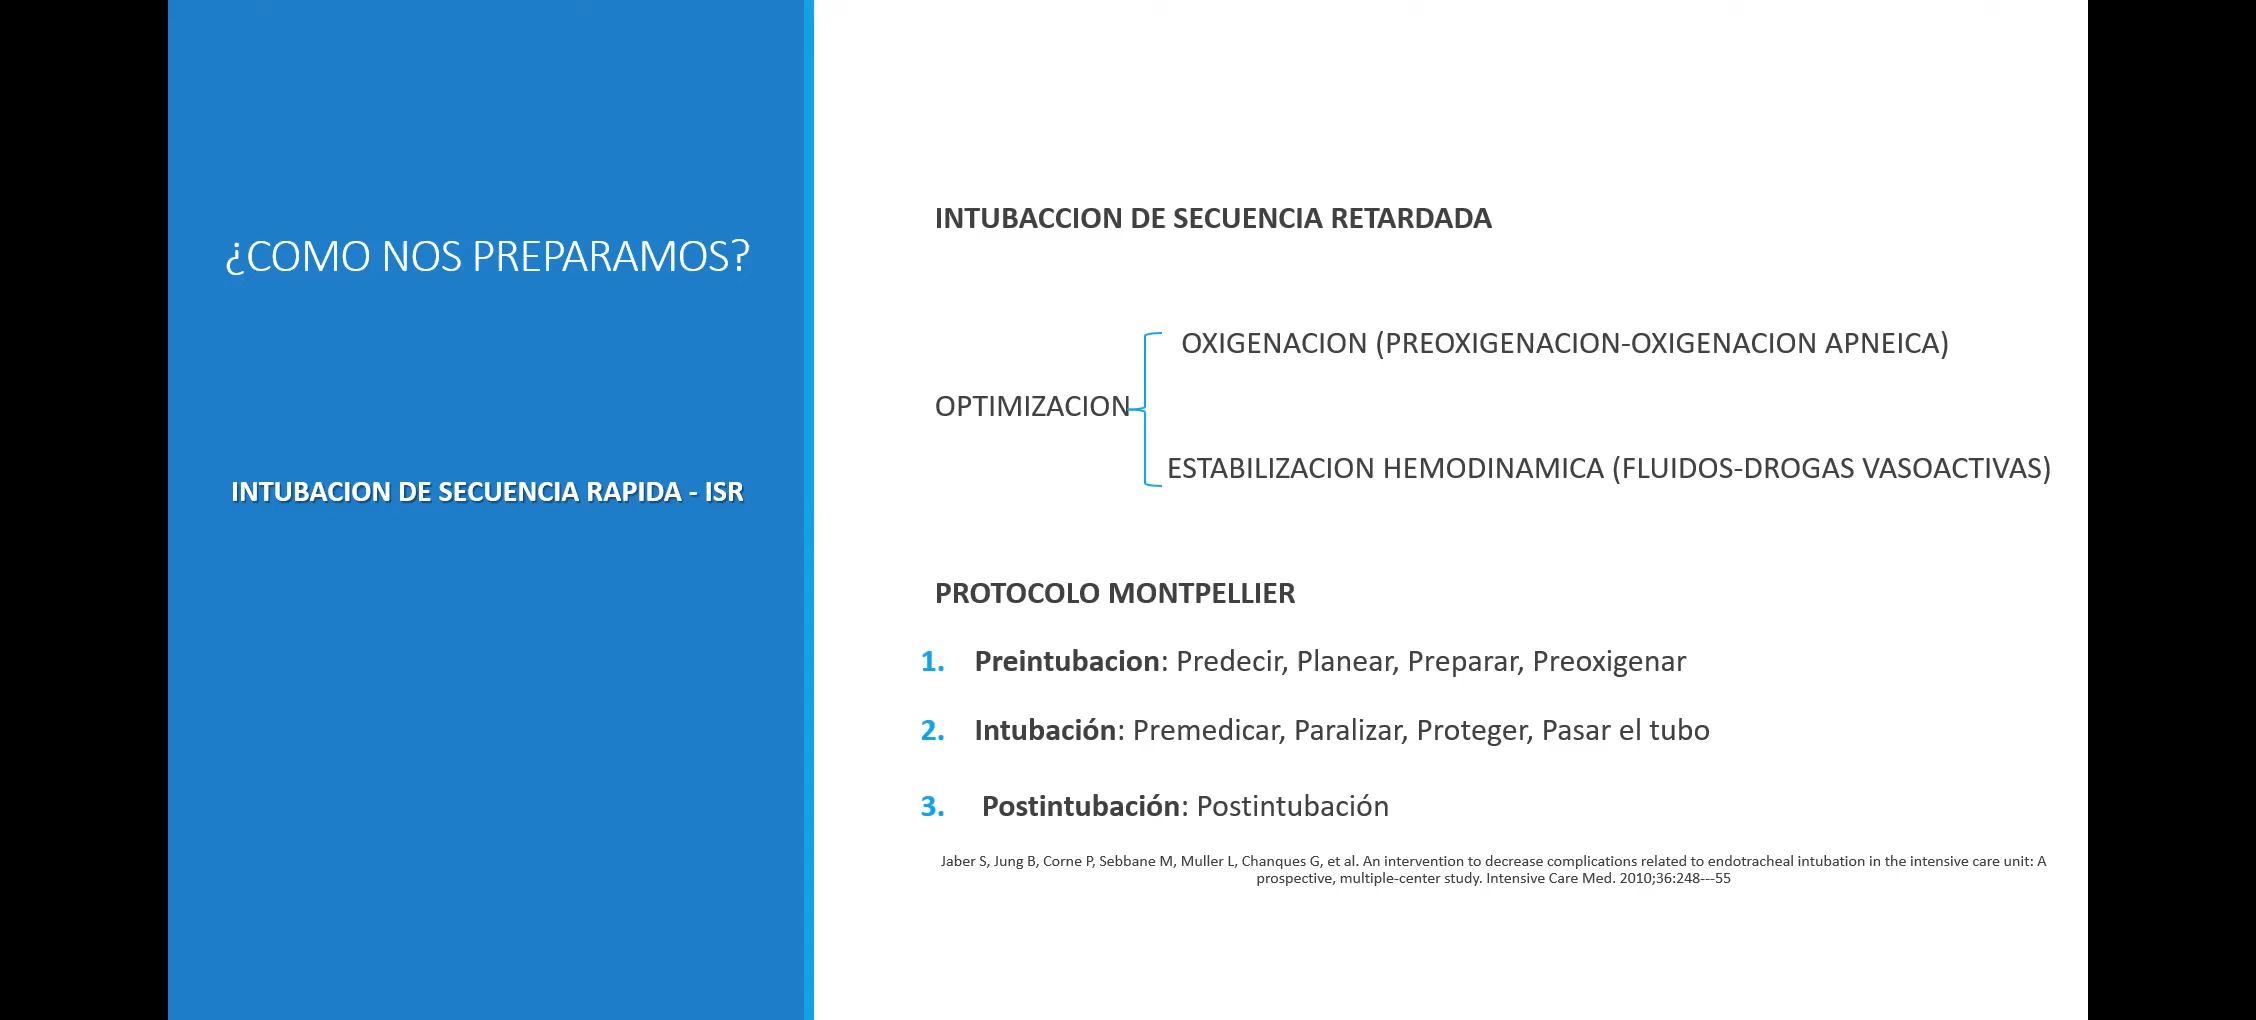 ¿COMO NOS PREPARAMOS?
INTUBACION DE SECUENCIA RAPIDA - ISR
INTUBACCION DE SECUENCIA RETARDADA
OXIGENACION (PREOXIGENACION-OXIGENACION APNEICA)
OPTIMIZACION
ESTABILIZACION HEMODINAMICA (FLUIDOS-DROGAS VASOACTIVAS)
PROTOCOLO MONTPELLIER
1. Preintubacion: Predecir, Planear, Preparar, Preoxigenar
2. Intubación: Premedicar, Paralizar, Proteger, Pasar el tubo
3. Postintubación: Postintubación
Jaber S, Jung B, Corne P, Sebbane M, Muller L, Chanques G, et al. An intervention to decrease complications related to endotracheal intubation in the intensive care unit: A
prospective, multiple-center study. Intensive Care Med. 2010;36:248---55